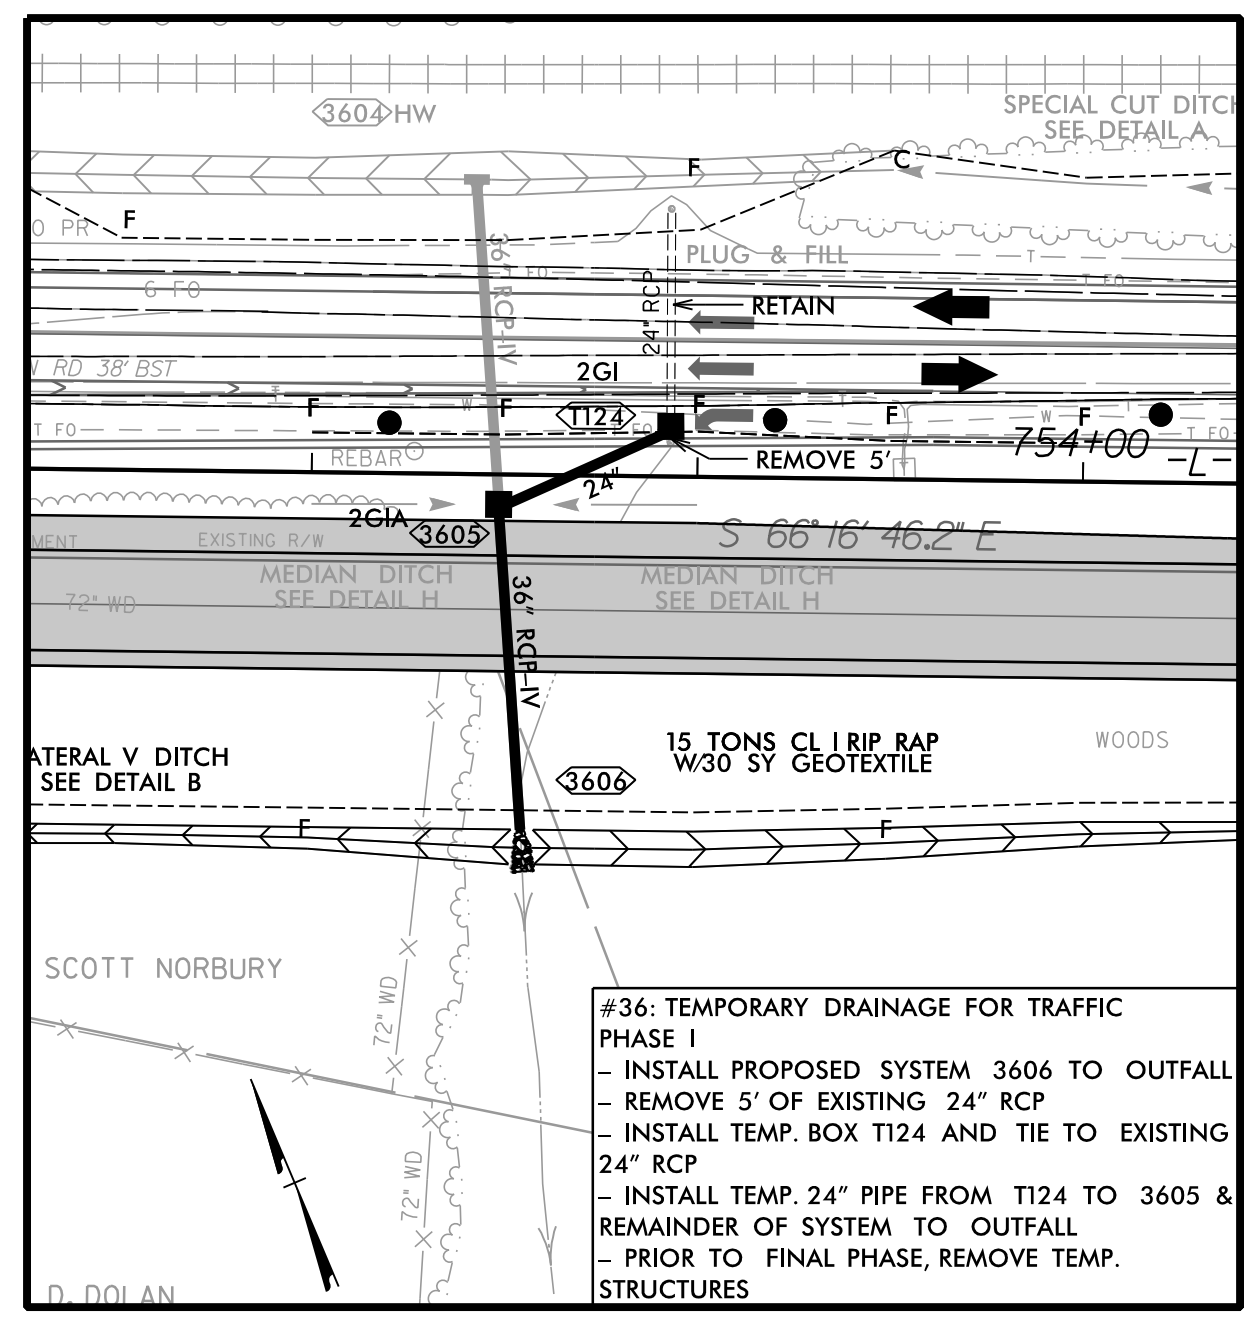 3604 HW
SPECIAL CUT DITCH
SEE DETAIL A
F
C
F
O PR
PLUG & FILL
36" RCP-IV
FO
T
T FO
6 FO
24" RCP
RETAIN
RD 38' BST
2GI
T
T
F
W
F
T124
F
F
W
F
T
T FO
FO
754+00
T FO
-L-
REBAR
REMOVE 5'
24"
2GIA
3605
S 66° 16' 46.2" E
MENT
EXISTING R/W
MEDIAN DITCH
SEE DETAIL H
MEDIAN DITCH
SEE DETAIL H
72" WD
36" RCP-IV
ATERAL V DITCH
SEE DETAIL B
15 TONS CL I RIP RAP
W/30 SY GEOTEXTILE
WOODS
3606
F
F
SCOTT NORBURY
72" WD
72" WD
D. DOLAN
#36: TEMPORARY DRAINAGE FOR TRAFFIC
PHASE I
– INSTALL PROPOSED SYSTEM 3606 TO OUTFALL
– REMOVE 5' OF EXISTING 24" RCP
– INSTALL TEMP. BOX T124 AND TIE TO EXISTING
24" RCP
– INSTALL TEMP. 24" PIPE FROM T124 TO 3605 &
REMAINDER OF SYSTEM TO OUTFALL
– PRIOR TO FINAL PHASE, REMOVE TEMP.
STRUCTURES